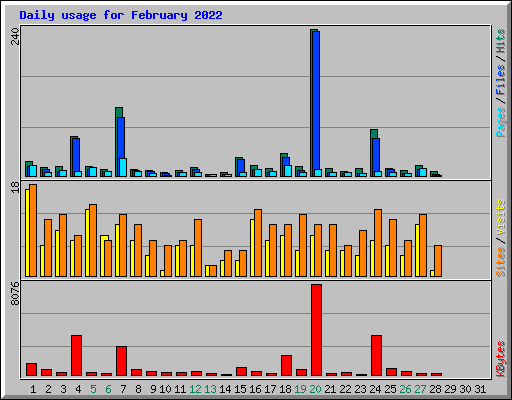 Daily usage for February 2022
240
Pages / Files / Hits
18
Sites / Visits
8076
KBytes
1 2 3 4 5 6 7 8 9 10 11 12 13 14 15 16 17 18 19 20 21 22 23 24 25 26 27 28 29 30 31